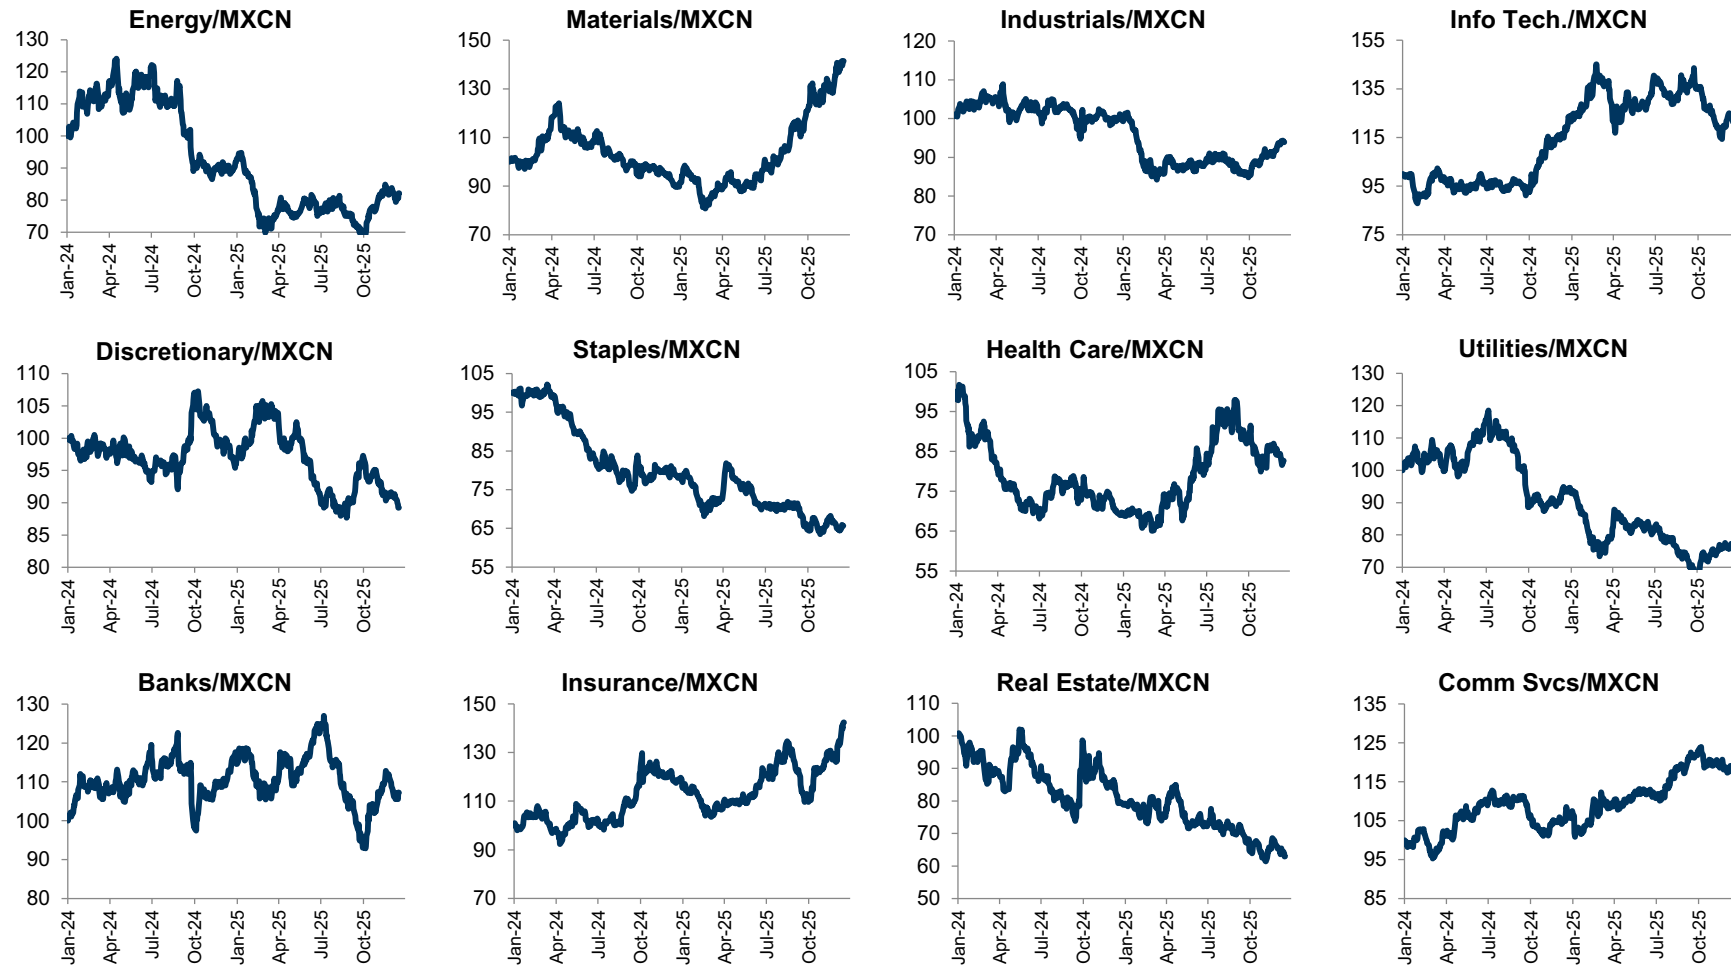 Energy/MXCN
130
120
110
100
90
80
70
Jan-24
Apr-24
Jul-24
Oct-24
Jan-25
Apr-25
Jul-25
Oct-25
Materials/MXCN
150
130
110
90
70
Jan-24
Apr-24
Jul-24
Oct-24
Jan-25
Apr-25
Jul-25
Oct-25
Industrials/MXCN
120
110
100
90
80
70
Jan-24
Apr-24
Jul-24
Oct-24
Jan-25
Apr-25
Jul-25
Oct-25
Info Tech./MXCN
155
135
115
95
75
Jan-24
Apr-24
Jul-24
Oct-24
Jan-25
Apr-25
Jul-25
Oct-25
Discretionary/MXCN
110
105
100
95
90
85
80
Jan-24
Apr-24
Jul-24
Oct-24
Jan-25
Apr-25
Jul-25
Oct-25
Staples/MXCN
105
95
85
75
65
55
Jan-24
Apr-24
Jul-24
Oct-24
Jan-25
Apr-25
Jul-25
Oct-25
Health Care/MXCN
105
95
85
75
65
55
Jan-24
Apr-24
Jul-24
Oct-24
Jan-25
Apr-25
Jul-25
Oct-25
Utilities/MXCN
130
120
110
100
90
80
70
Jan-24
Apr-24
Jul-24
Oct-24
Jan-25
Apr-25
Jul-25
Oct-25
Banks/MXCN
130
120
110
100
90
80
Jan-24
Apr-24
Jul-24
Oct-24
Jan-25
Apr-25
Jul-25
Oct-25
Insurance/MXCN
150
130
110
90
70
Jan-24
Apr-24
Jul-24
Oct-24
Jan-25
Apr-25
Jul-25
Oct-25
Real Estate/MXCN
110
100
90
80
70
60
50
Jan-24
Apr-24
Jul-24
Oct-24
Jan-25
Apr-25
Jul-25
Oct-25
Comm Svcs/MXCN
135
125
115
105
95
85
Jan-24
Apr-24
Jul-24
Oct-24
Jan-25
Apr-25
Jul-25
Oct-25